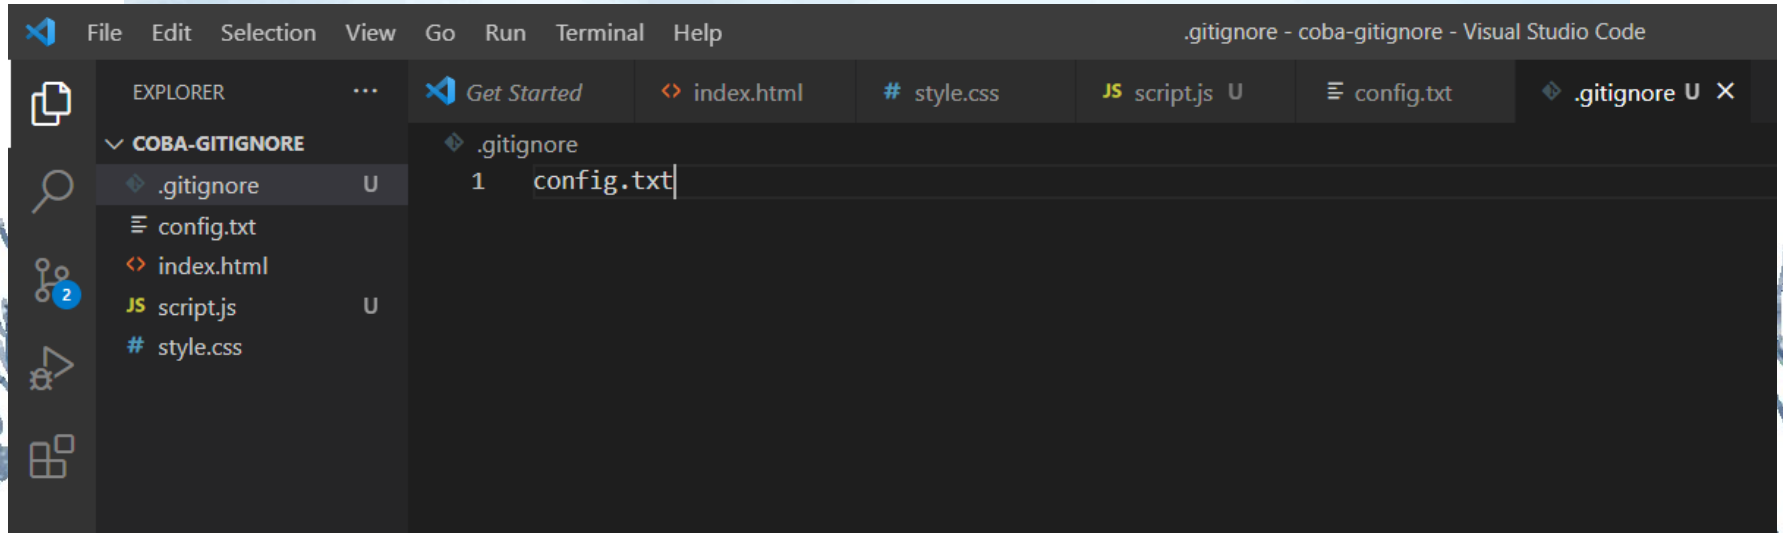 File Edit Selection View Go Run Terminal Help .gitignore - coba-gitignore - Visual Studio Code
EXPLORER ··· Get Started index.html # style.css JS script.js U config.txt .gitignore U
COBA-GITIGNORE
.gitignore
.gitignore U
1 config.txt
config.txt
index.html
JS script.js U
# style.css
2